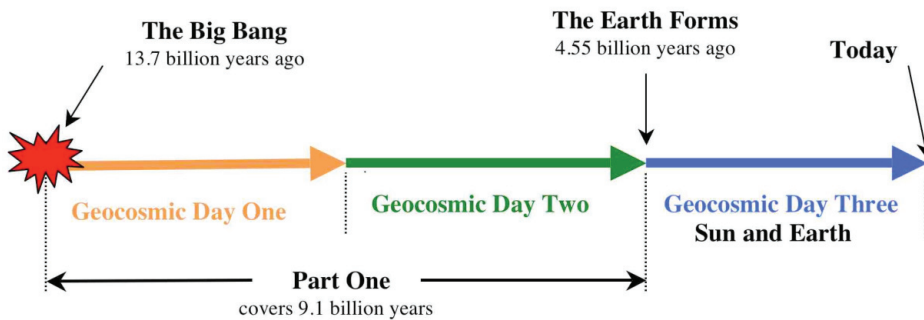 The Big Bang
13.7 billion years ago
The Earth Forms
4.55 billion years ago
Today
Geocosmic Day One
Geocosmic Day Two
Geocosmic Day Three
Sun and Earth
Part One
covers 9.1 billion years